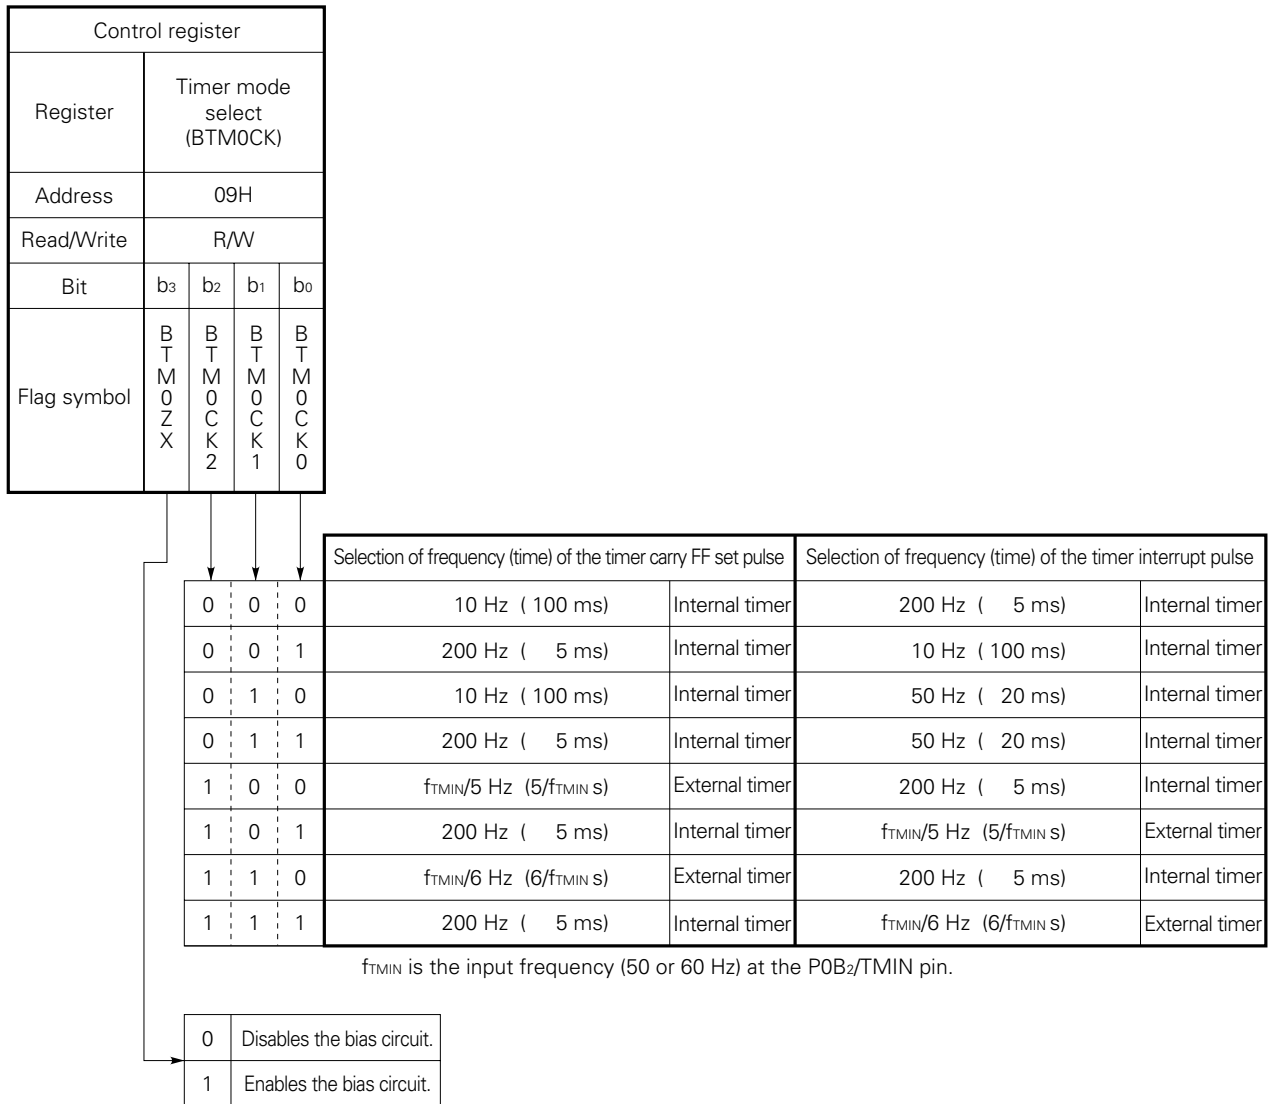 Control register
Register Timer mode select (BTM0CK)
Address 09H
Read/Write R/W
Bit b3 b2 b1 b0
Flag symbol BTM0ZX BTM0CK2 BTM0CK1 BTM0CK0
Selection of frequency (time) of the timer carry FF set pulse Selection of frequency (time) of the timer interrupt pulse
0 0 0 10 Hz ( 100 ms) Internal timer 200 Hz ( 5 ms) Internal timer
0 0 1 200 Hz ( 5 ms) Internal timer 10 Hz ( 100 ms) Internal timer
0 1 0 10 Hz ( 100 ms) Internal timer 50 Hz ( 20 ms) Internal timer
0 1 1 200 Hz ( 5 ms) Internal timer 50 Hz ( 20 ms) Internal timer
1 0 0 fTMIN/5 Hz (5/fTMIN s) External timer 200 Hz ( 5 ms) Internal timer
1 0 1 200 Hz ( 5 ms) Internal timer fTMIN/5 Hz (5/fTMIN s) External timer
1 1 0 fTMIN/6 Hz (6/fTMIN s) External timer 200 Hz ( 5 ms) Internal timer
1 1 1 200 Hz ( 5 ms) Internal timer fTMIN/6 Hz (6/fTMIN s) External timer
fTMIN is the input frequency (50 or 60 Hz) at the P0B2/TMIN pin.
0 Disables the bias circuit.
1 Enables the bias circuit.